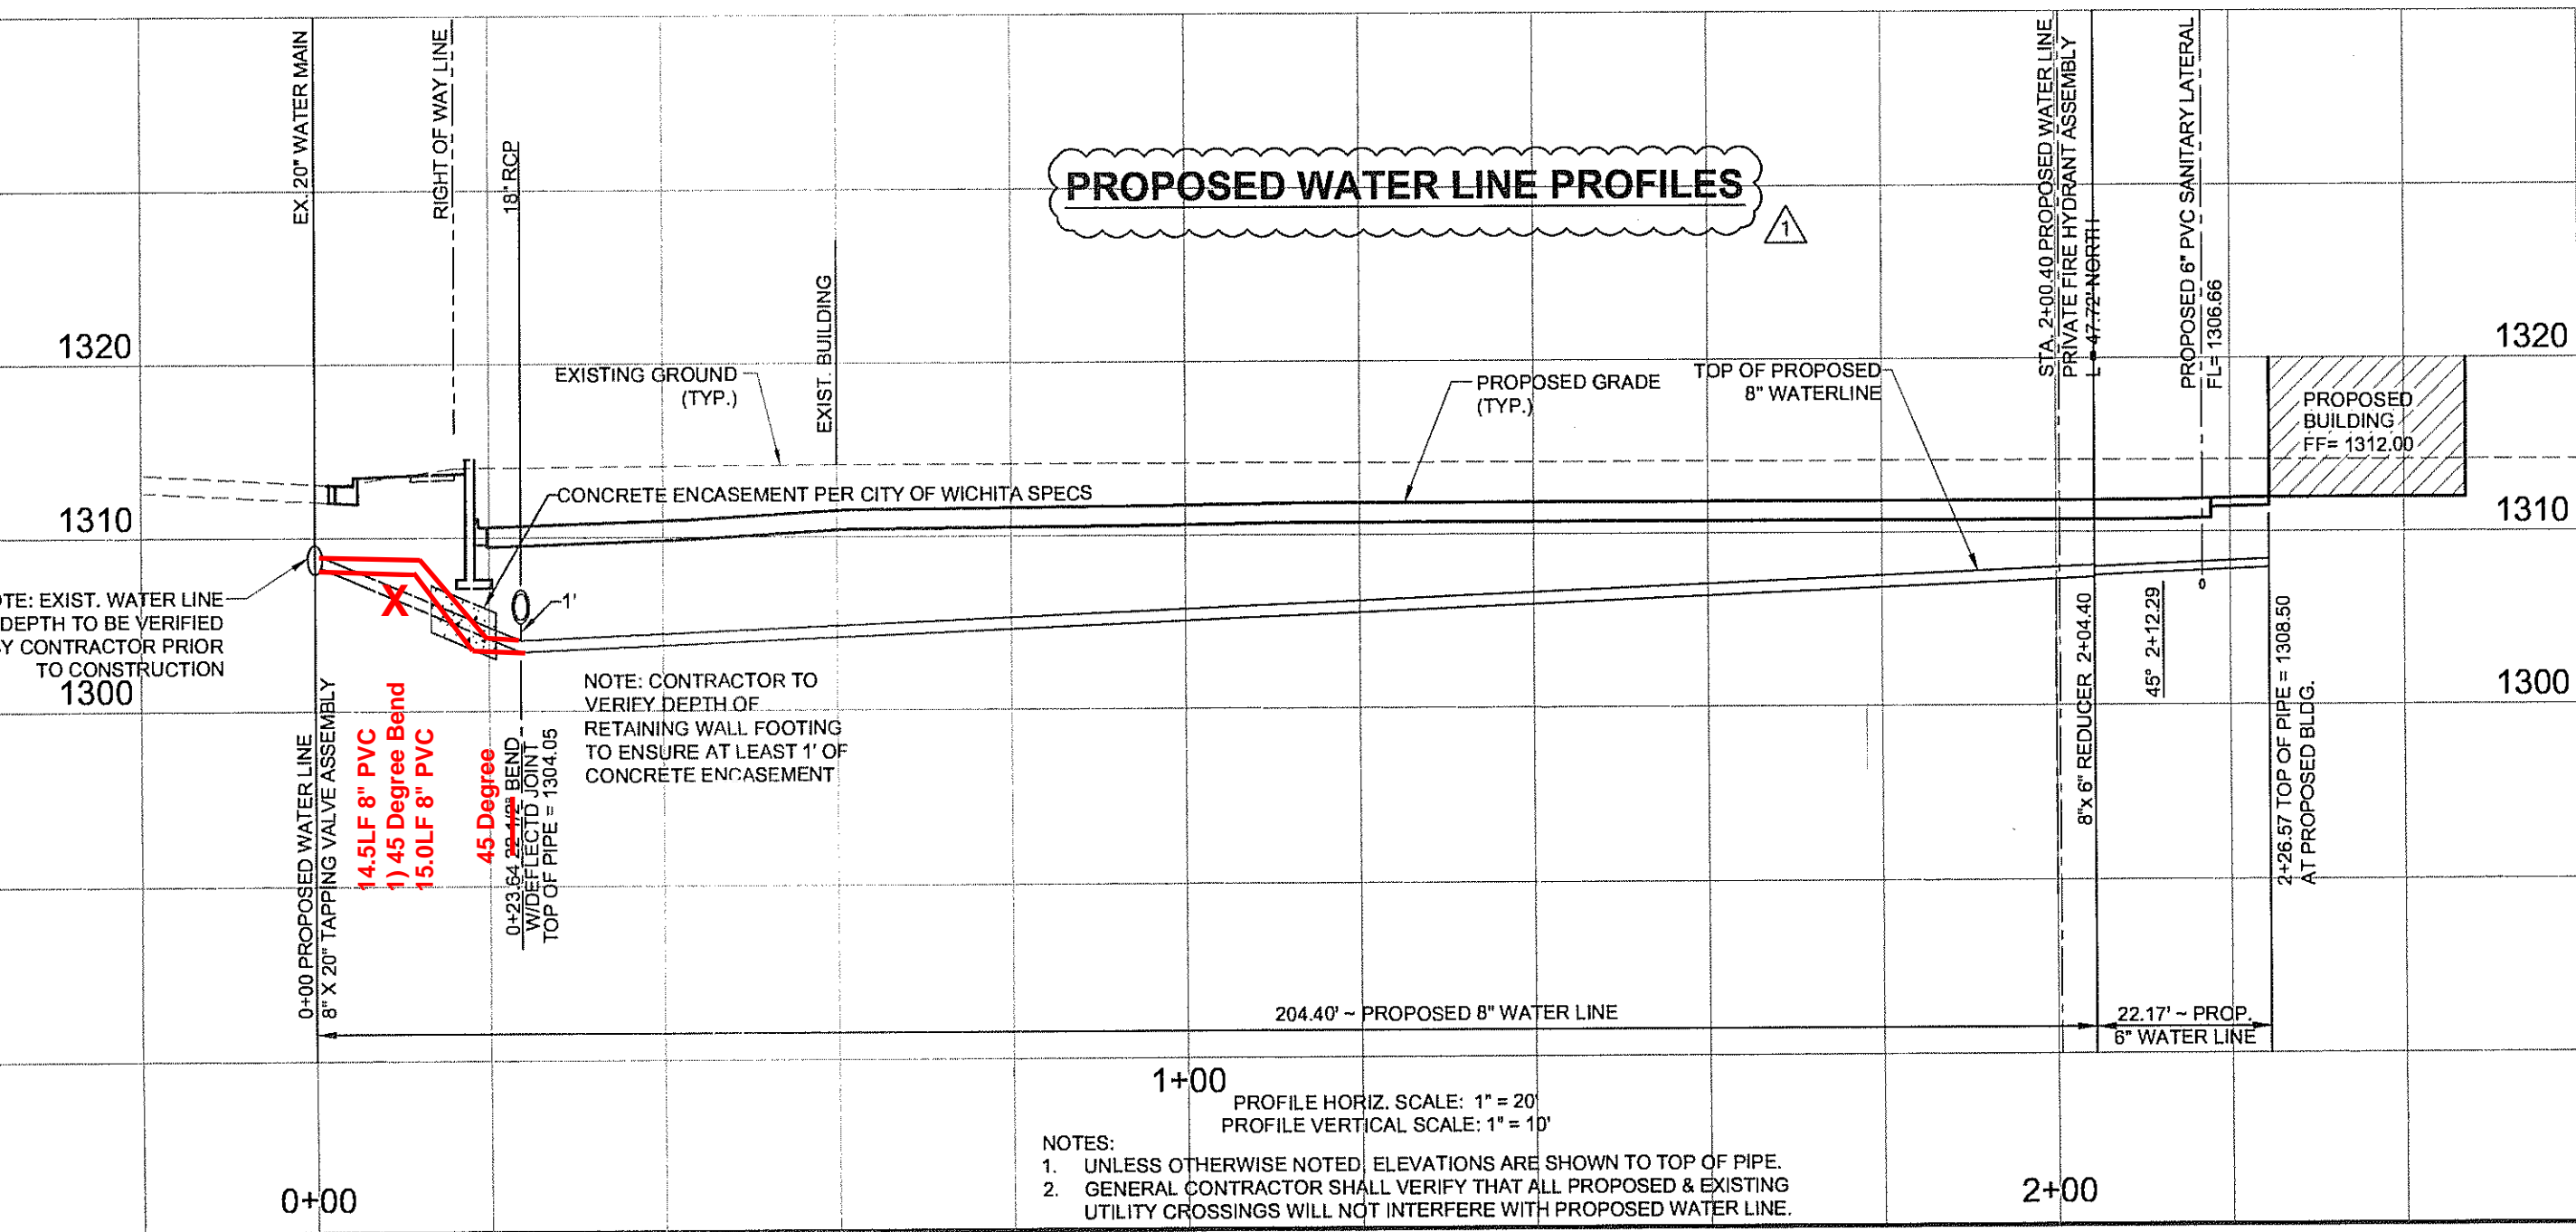 EX. 20" WATER MAIN
RIGHT OF WAY LINE
18" RCP
EXIST. BUILDING
PROPOSED WATER LINE PROFILES
1
STA. 2+00.40 PROPOSED WATER LINE
PRIVATE FIRE HYDRANT ASSEMBLY
L = 47.72' NORTH
PROPOSED 6" PVC SANITARY LATERAL
FL= 1306.66
1320
1320
EXISTING GROUND
(TYP.)
PROPOSED GRADE
(TYP.)
TOP OF PROPOSED
8" WATERLINE
PROPOSED
BUILDING
FF= 1312.00
CONCRETE ENCASEMENT PER CITY OF WICHITA SPECS
1310
1310
X
1'
TE: EXIST. WATER LINE
DEPTH TO BE VERIFIED
Y CONTRACTOR PRIOR
TO CONSTRUCTION
1300
1300
NOTE: CONTRACTOR TO
VERIFY DEPTH OF
RETAINING WALL FOOTING
TO ENSURE AT LEAST 1' OF
CONCRETE ENCASEMENT
0+00 PROPOSED WATER LINE
8" X 20" TAPPING VALVE ASSEMBLY
14.5LF 8" PVC
1) 45 Degree Bend
15.0LF 8" PVC
45 Degree
0+23.64 22 1/2° BEND
W/DEFLECTD JOINT
TOP OF PIPE = 1304.05
8"x 6" REDUCER 2+04.40
45° 2+12.29
2+26.57 TOP OF PIPE = 1308.50
AT PROPOSED BLDG.
204.40' ~ PROPOSED 8" WATER LINE
22.17' ~ PROP.
6" WATER LINE
1+00
PROFILE HORIZ. SCALE: 1" = 20'
PROFILE VERTICAL SCALE: 1" = 10'
NOTES:
1. UNLESS OTHERWISE NOTED, ELEVATIONS ARE SHOWN TO TOP OF PIPE.
2. GENERAL CONTRACTOR SHALL VERIFY THAT ALL PROPOSED & EXISTING
UTILITY CROSSINGS WILL NOT INTERFERE WITH PROPOSED WATER LINE.
0+00
2+00